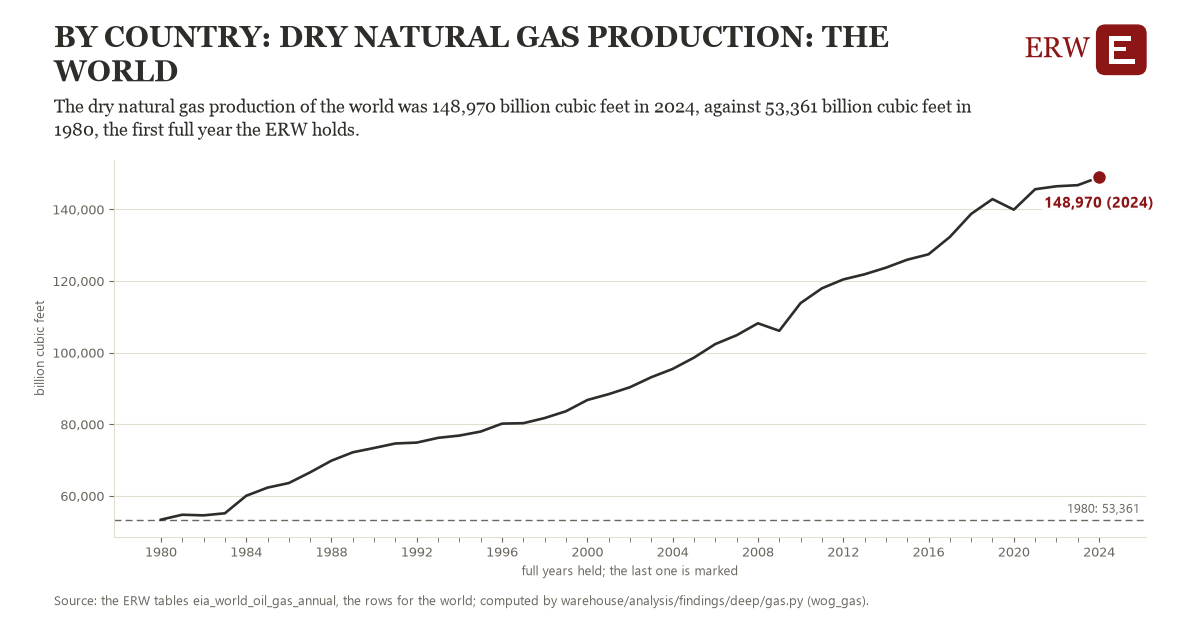 BY COUNTRY: DRY NATURAL GAS PRODUCTION: THE
WORLD
ERW E
The dry natural gas production of the world was 148,970 billion cubic feet in 2024, against 53,361 billion cubic feet in
1980, the first full year the ERW holds.
148,970 (2024)
140,000
120,000
100,000
80,000
60,000
billion cubic feet
1980: 53,361
1980 1984 1988 1992 1996 2000 2004 2008 2012 2016 2020 2024
full years held; the last one is marked
Source: the ERW tables eia_world_oil_gas_annual, the rows for the world; computed by warehouse/analysis/findings/deep/gas.py (wog_gas).